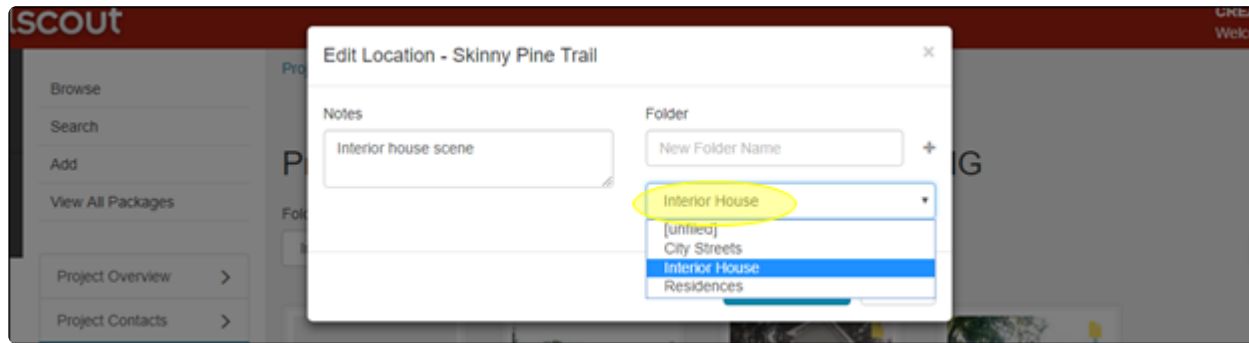 scout
Edit Location - Skinny Pine Trail
×
Browse
Search
Add
View All Packages
Project Overview
Project Contacts
Notes
Interior house scene
Folder
New Folder Name
+
Interior House
[unfiled]
City Streets
Interior House
Residences